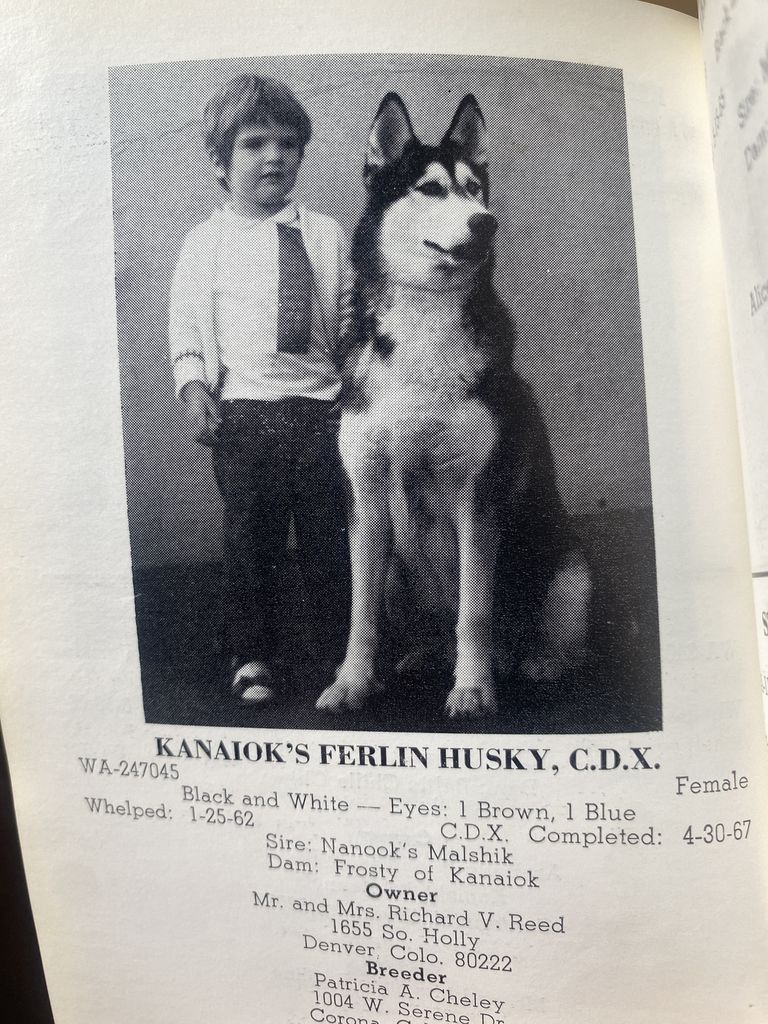 KANAIOK'S FERLIN HUSKY, C.D.X.
WA-247045 Female
Black and White — Eyes: 1 Brown, 1 Blue
Whelped: 1-25-62 C.D.X. Completed: 4-30-67
Sire: Nanook's Malshik
Dam: Frosty of Kanaiok
Owner
Mr. and Mrs. Richard V. Reed
1655 So. Holly
Denver, Colo. 80222
Breeder
Patricia A. Cheley
1004 W. Serene Dr
Corona,